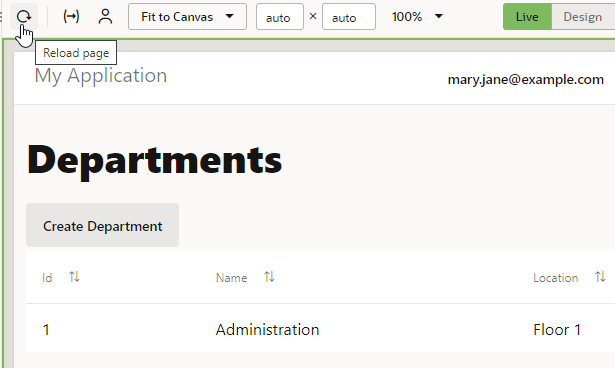 Fit to Canvas auto × auto 100% Live Design
Reload page
My Application mary.jane@example.com
Departments
Create Department
Id Name Location
1 Administration Floor 1